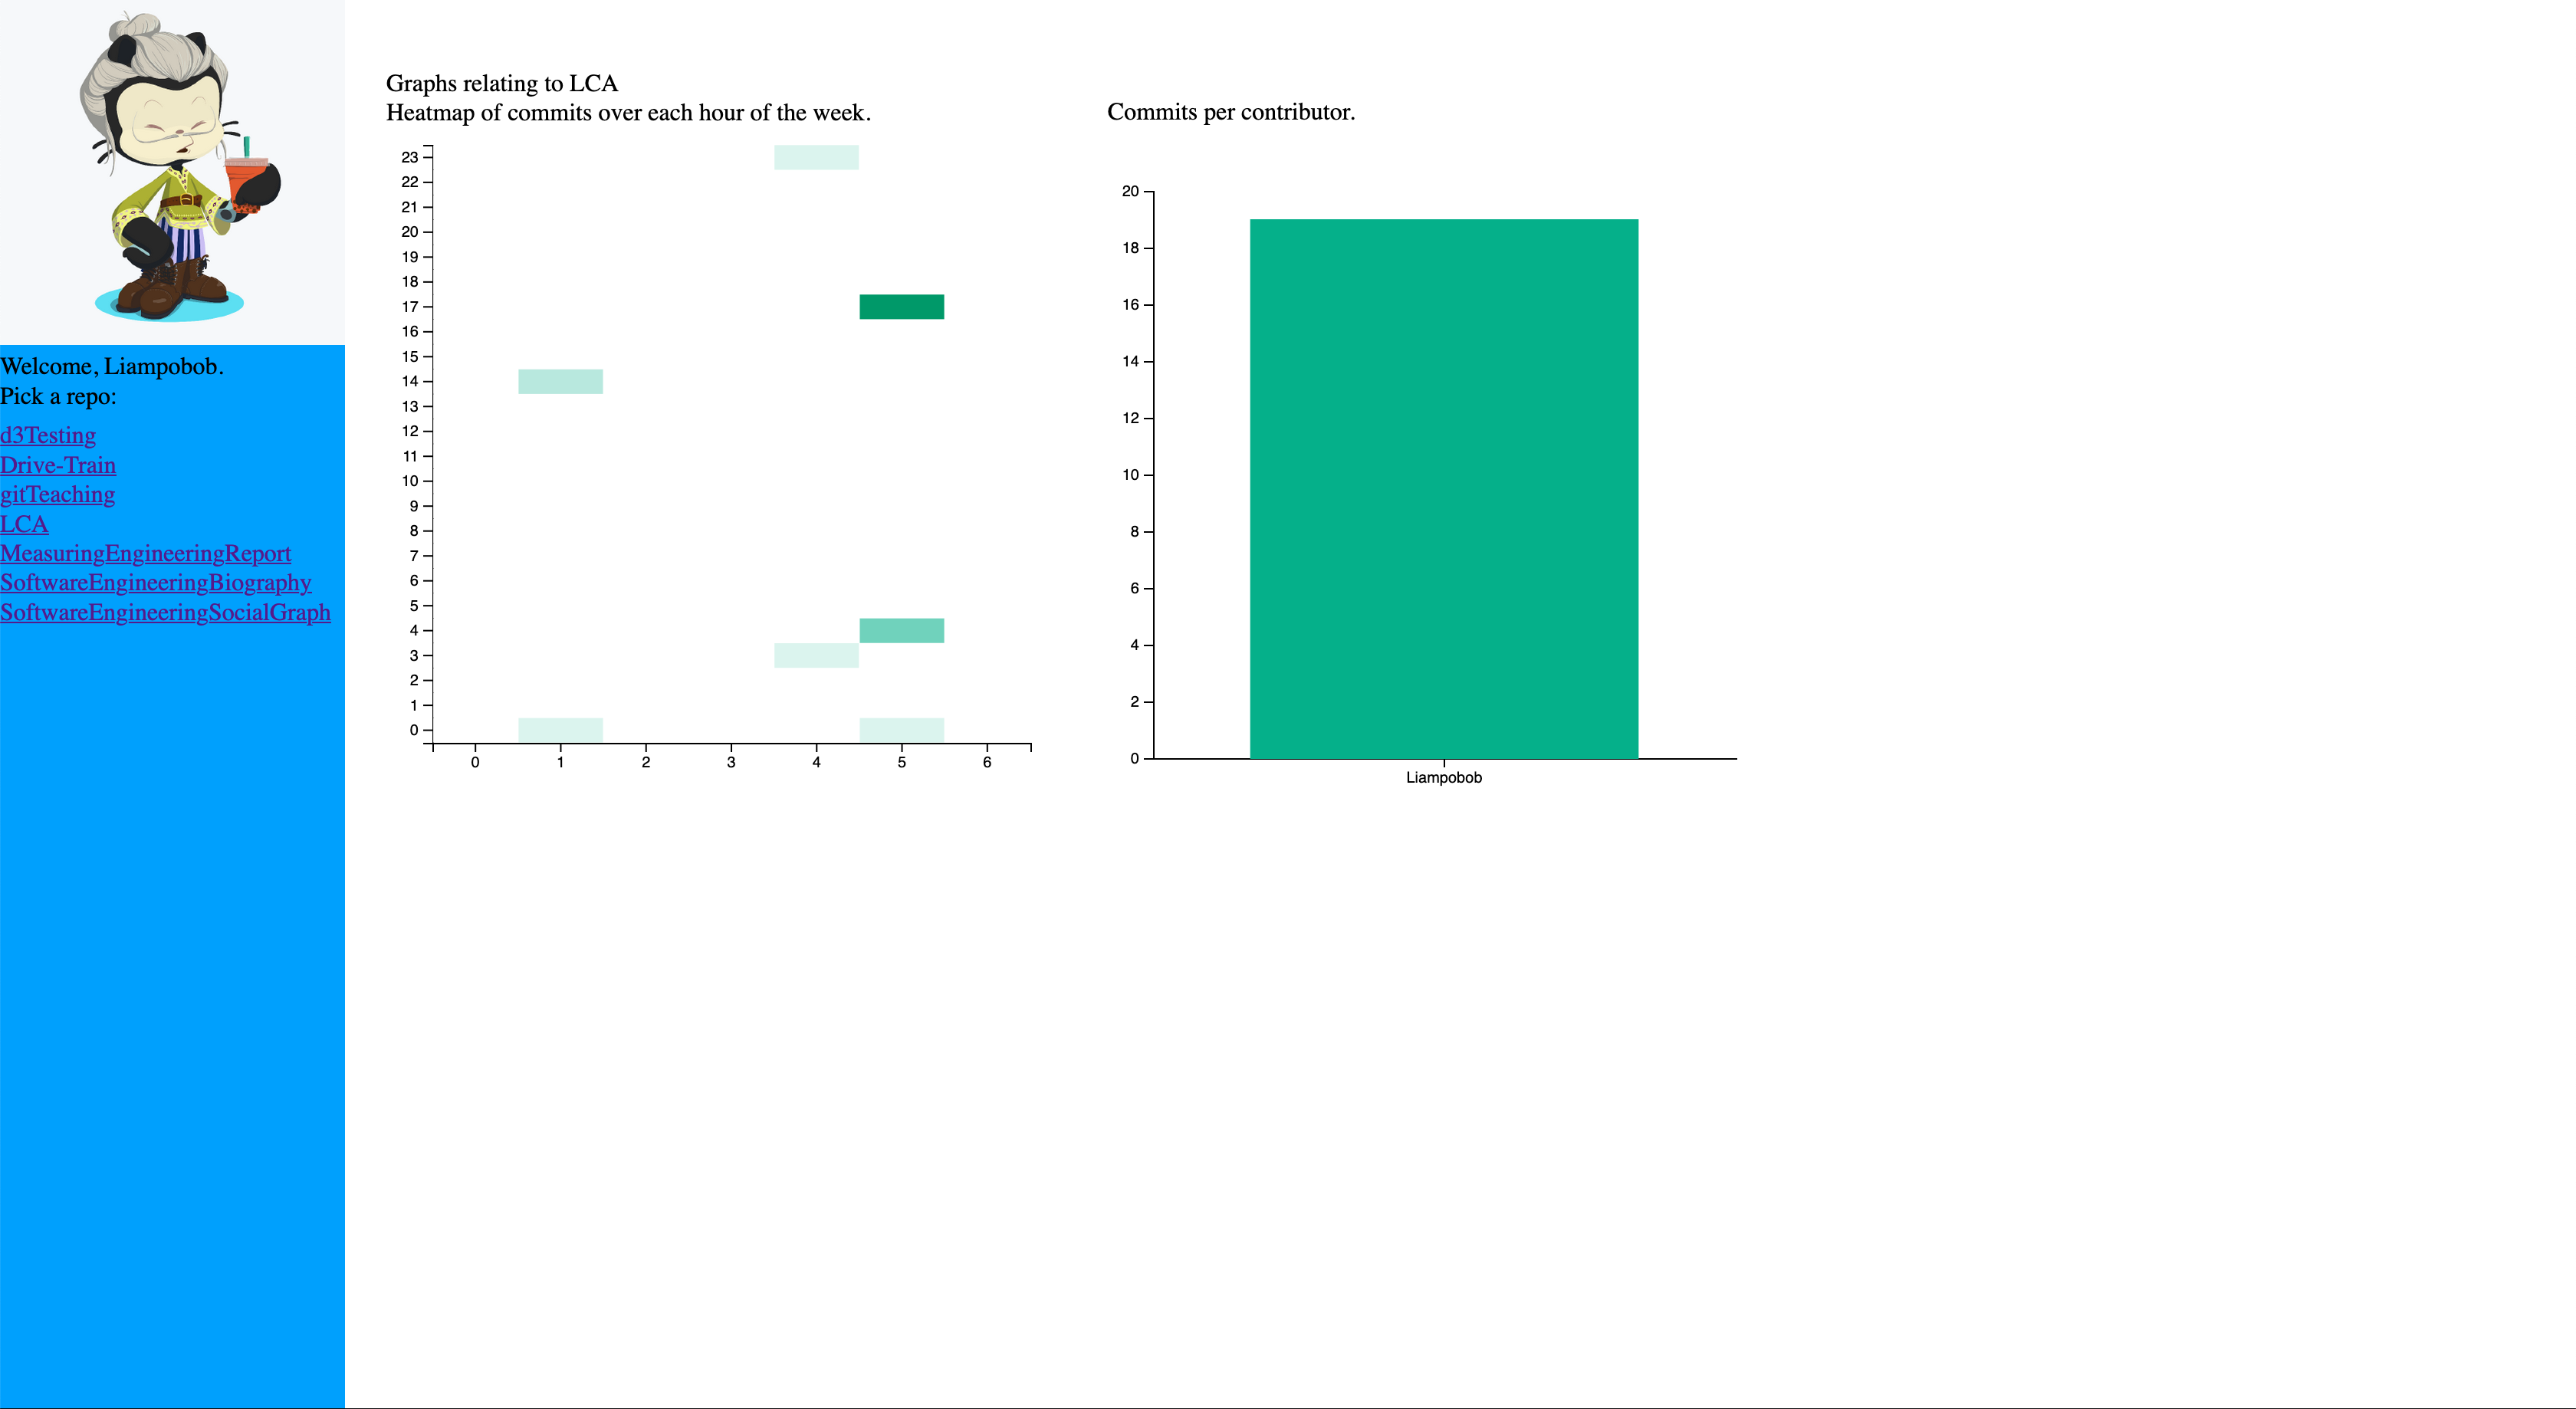 Welcome, Liampobob.
Pick a repo:
d3Testing
Drive-Train
gitTeaching
LCA
MeasuringEngineeringReport
SoftwareEngineeringBiography
SoftwareEngineeringSocialGraph
Graphs relating to LCA
Heatmap of commits over each hour of the week.
23
22
21
20
19
18
17
16
15
14
13
12
11
10
9
8
7
6
5
4
3
2
1
0
0 1 2 3 4 5 6
Commits per contributor.
20
18
16
14
12
10
8
6
4
2
0
Liampobob